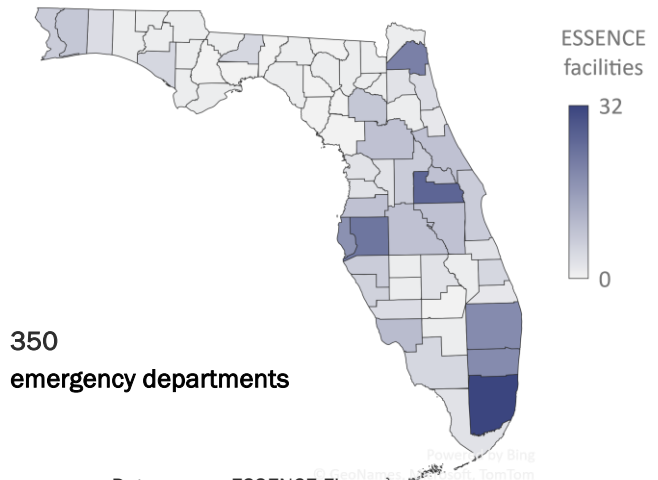 ESSENCE
facilities
32
0
350
emergency departments
Powered by Bing
© GeoNames, Microsoft, TomTom